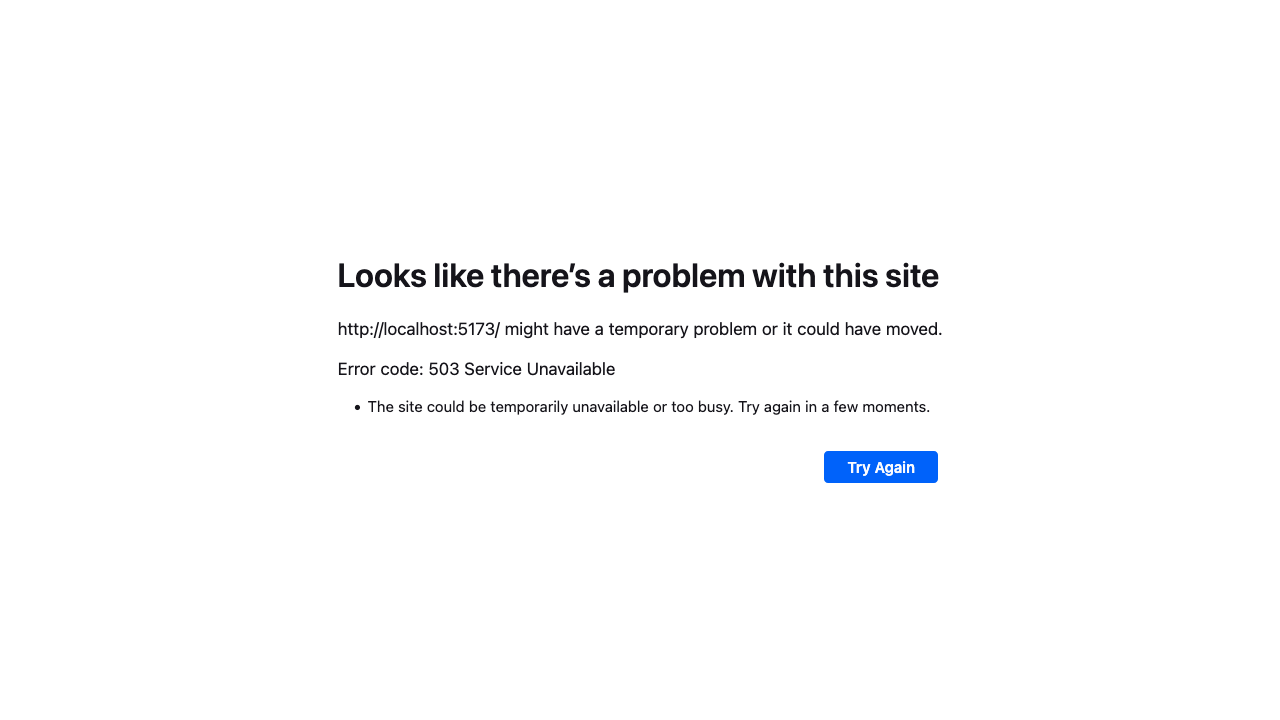 Looks like there’s a problem with this site
http://localhost:5173/ might have a temporary problem or it could have moved.
Error code: 503 Service Unavailable
• The site could be temporarily unavailable or too busy. Try again in a few moments.
Try Again